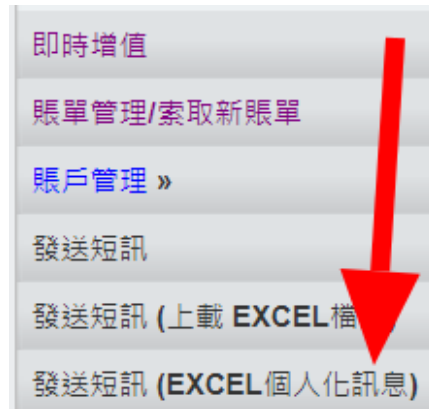 即時增值
賬單管理/索取新賬單
賬戶管理 »
發送短訊
發送短訊 (上載 EXCEL檔)
發送短訊 (EXCEL個人化訊息)